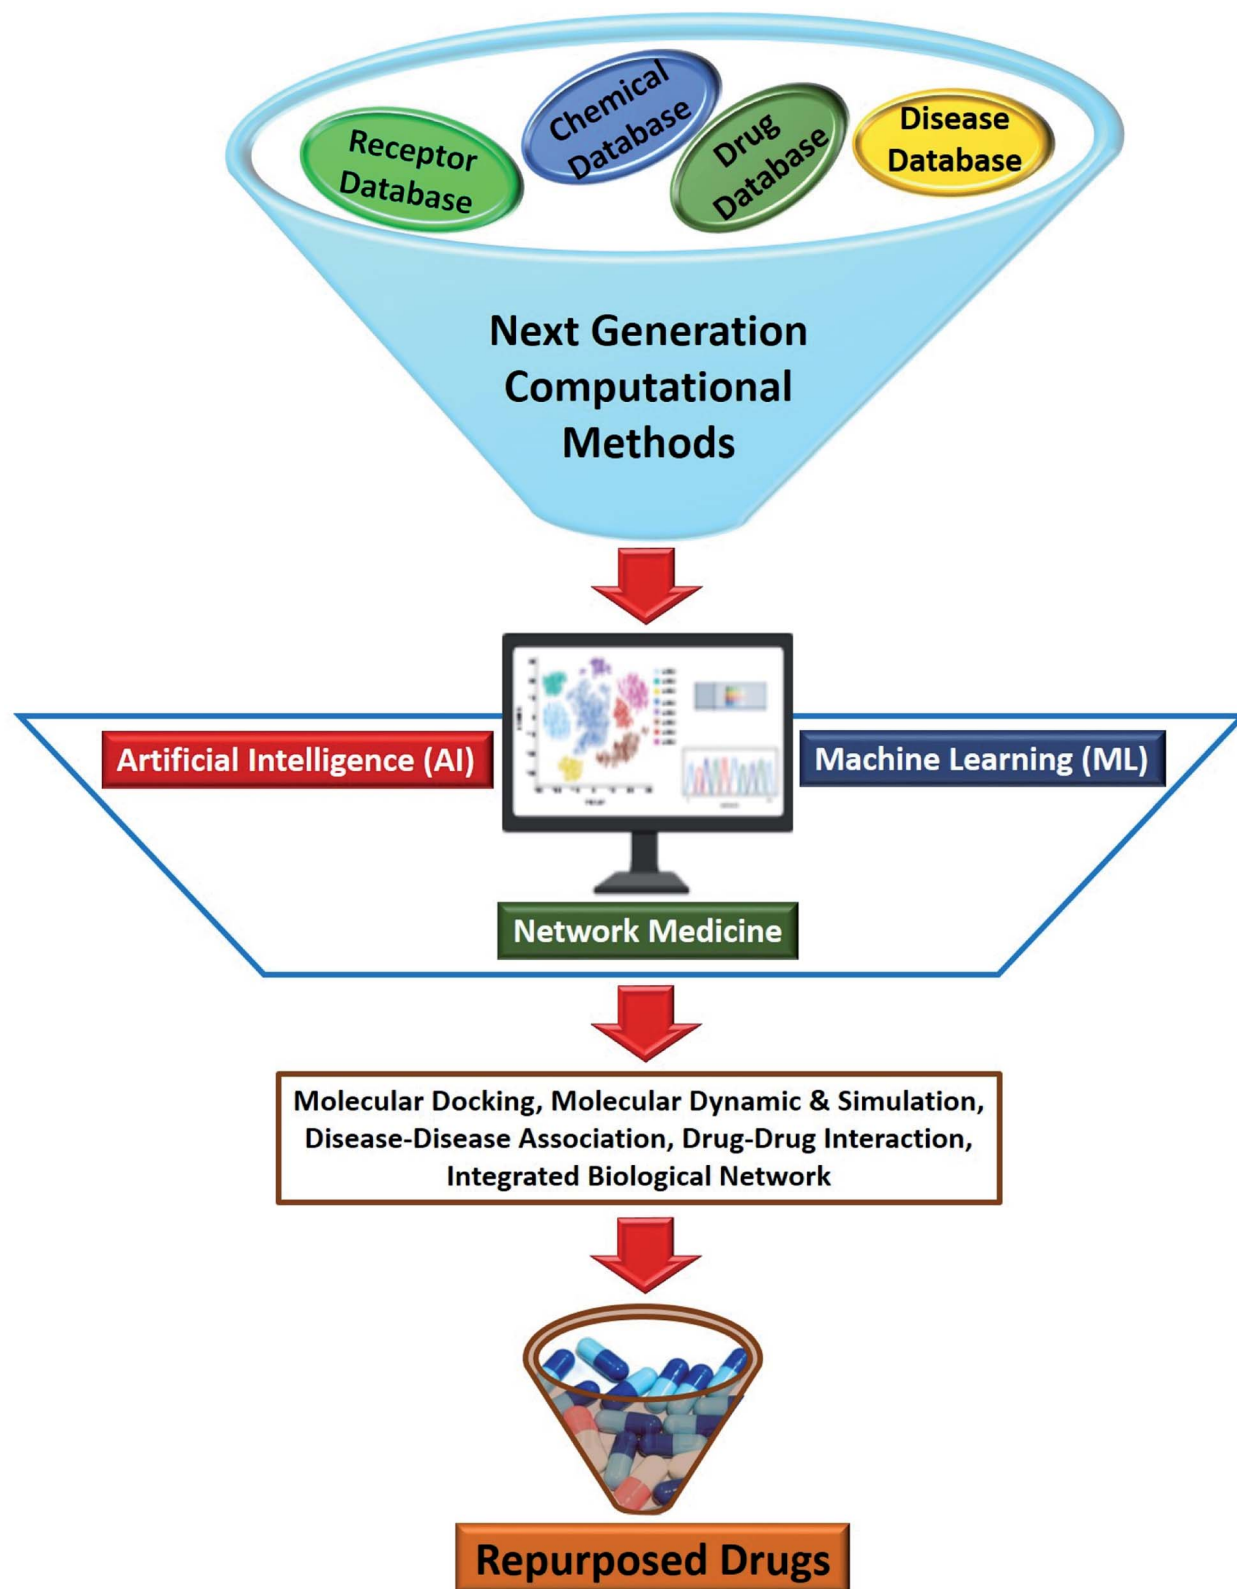 Receptor
Database
Chemical
Database
Drug
Database
Disease
Database
Next Generation
Computational
Methods
Artificial Intelligence (AI)
Machine Learning (ML)
Network Medicine
Molecular Docking, Molecular Dynamic & Simulation,
Disease-Disease Association, Drug-Drug Interaction,
Integrated Biological Network
Repurposed Drugs